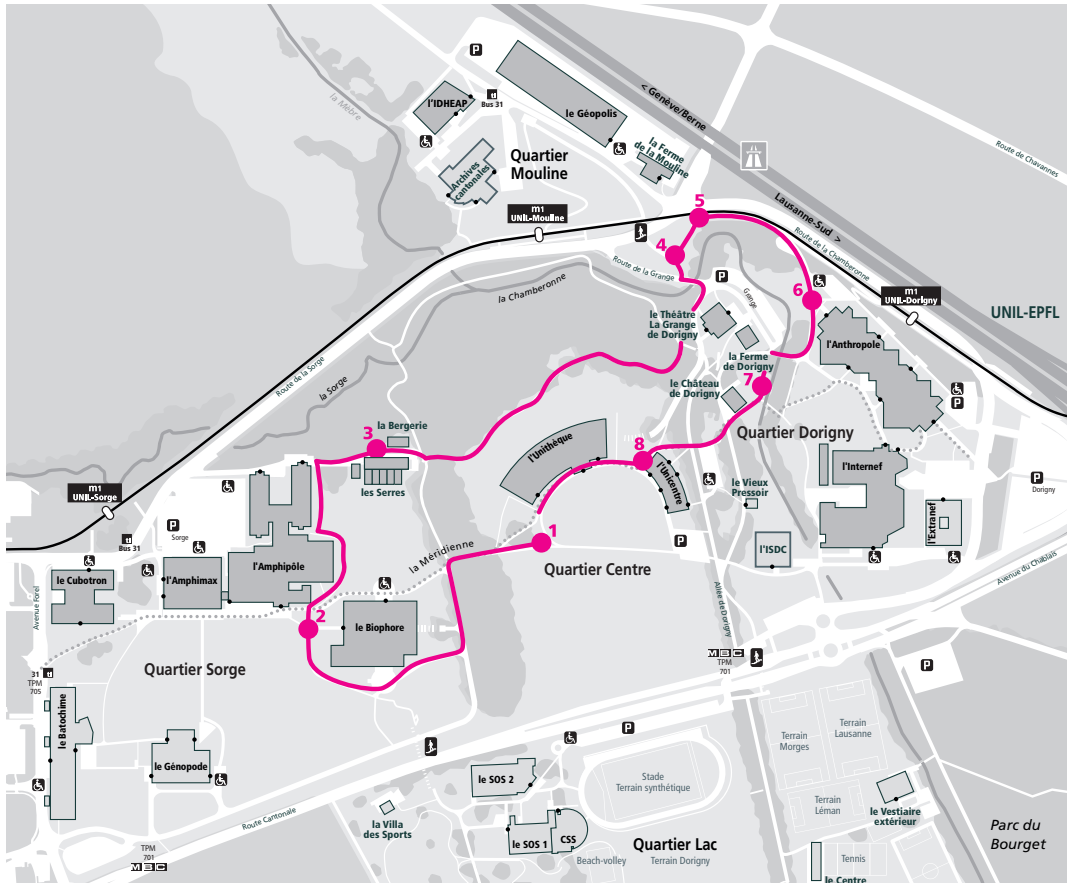 P
l'IDHEAP
Bus 31
le Géopolis
< Genève/Berne
Route de Chavannes
la Mèbre
Quartier
Mouline
Archives
cantonales
la Ferme
de la Mouline
Lausanne-Sud >
Route de la Chamberonne
m1
UNIL-Mouline
5
4
Route de la Grange
la Chamberonne
P
Grange
6
m1
UNIL-Dorigny
UNIL-EPFL
le Théâtre
La Grange
de Dorigny
l'Anthropole
la Ferme
de Dorigny
7
le Château
de Dorigny
P
Route de la Sorge
la Sorge
3
la Bergerie
les Serres
l'Unithèque
8
l'Unicentre
Quartier Dorigny
l'Internef
le Vieux
Pressoir
P
Dorigny
l'Extranef
m1
UNIL-Sorge
Bus 31
P
Sorge
1
la Méridienne
Quartier Centre
P
l'ISDC
Avenue du Chablais
le Cubotron
l'Amphimax
l'Amphipôle
Avenue Forel
2
le Biophore
Allée de Dorigny
MBC
TPM
701
P
Quartier Sorge
31 tl
TPM
705
le Batochime
le Génopode
P
Terrain
Morges
Terrain
Lausanne
le SOS 2
Stade
Terrain synthétique
Terrain
Léman
le Vestiaire
extérieur
la Villa
des Sports
Route Cantonale
le SOS 1
CSS
Quartier Lac
Beach-volley
Terrain Dorigny
Parc du
Bourget
TPM
701
MBC
Tennis
le Centre